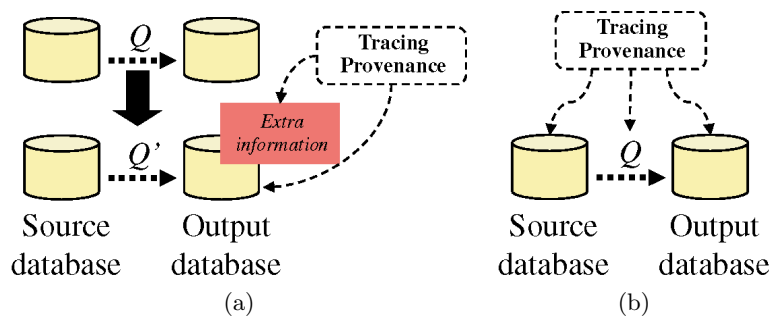 Q
Tracing
Provenance
Extra
information
Q’
Source
database
Output
database
(a)
Tracing
Provenance
Q
Source
database
Output
database
(b)